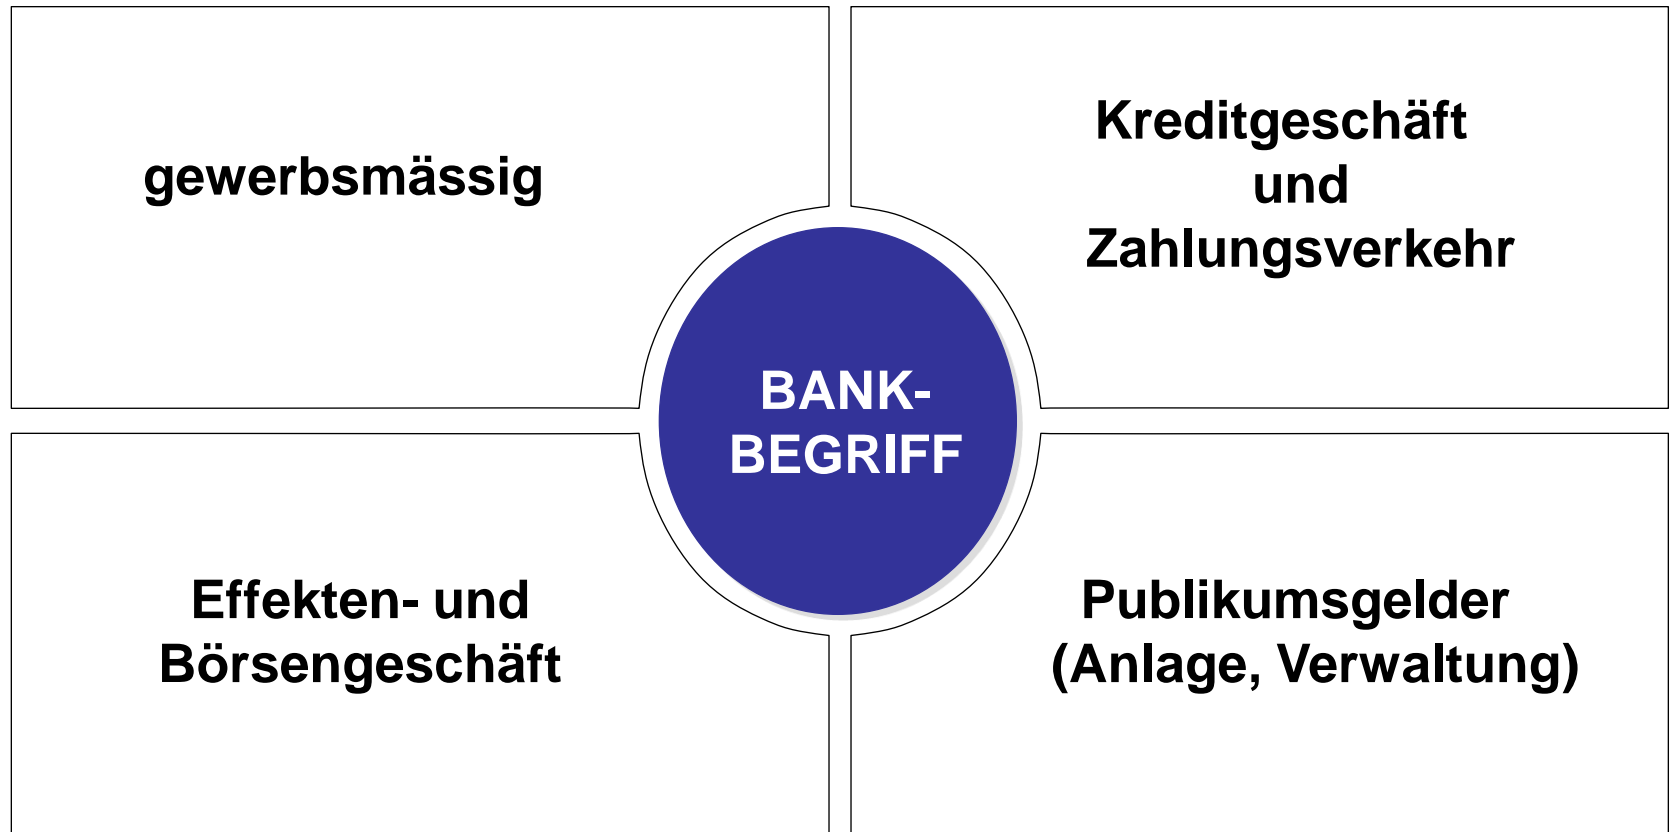 gewerbsmässig
Kreditgeschäft
und
Zahlungsverkehr
BANK-
BEGRIFF
Effekten- und
Börsengeschäft
Publikumsgelder
(Anlage, Verwaltung)